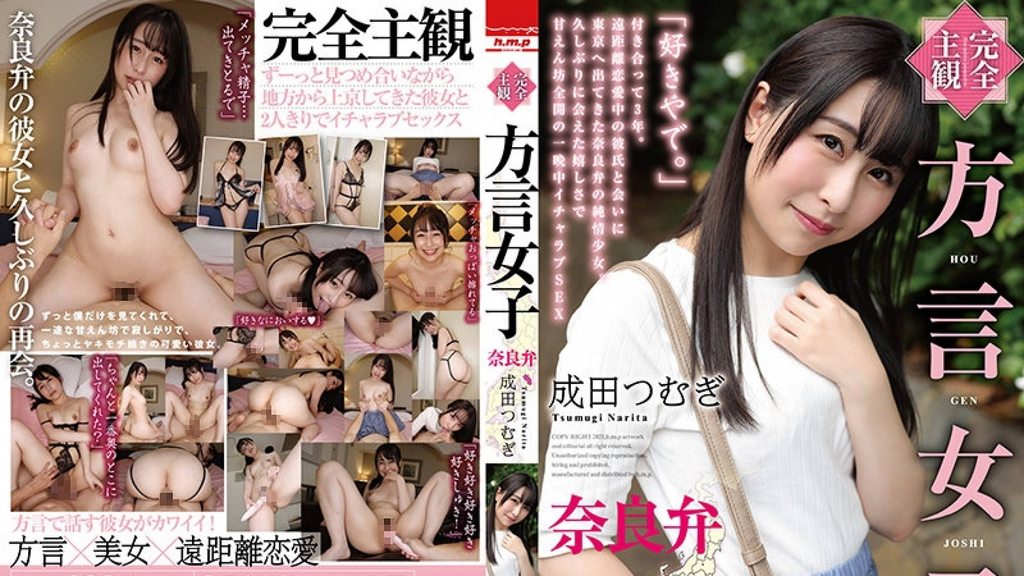 奈良弁の彼女と久しぶりの再会。
「メッチャ精子…
出てきとるで」
完全主観
ずーっと見つめ合いながら
地方から上京してきた彼女と
2人きりでイチャラブセックス
「好きなにおいする♥」
ずっと僕だけを見てくれて、
一途な甘えん坊で寂しがりで、
ちょっとヤキモチ焼きの可愛い彼女。
出てくれた?」
「好き好き好き
好きしゅき!」
方言で話す彼女がカワイイ!
方言×美女×遠距離恋愛
h.m.p
完全
主観
方言女子
奈良弁
成田つむぎ
Tsumugi Narita
完全
主観
方言女子
HOU
GEN
JOSHI
「好きやで。」
付き合って3年。
遠距離恋愛中の彼氏と会いに
東京へ出てきた奈良弁の純情少女。
久しぶりに会えた嬉しさで
甘えん坊全開の一晩中イチャラブSEX
成田つむぎ
Tsumugi Narita
奈良弁